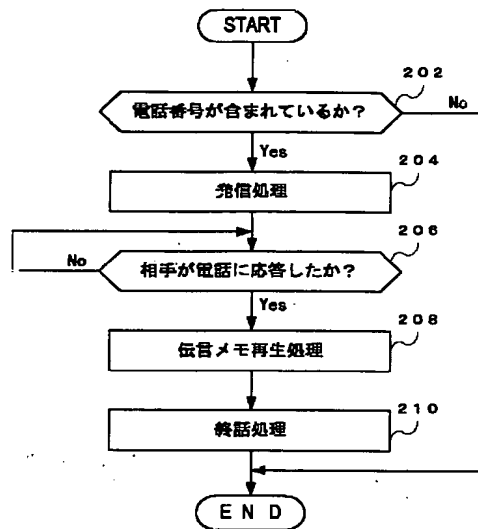 START
202
電話番号が含まれているか？
No
Yes
204
発信処理
206
No
相手が電話に応答したか？
Yes
208
伝言メモ再生処理
210
終話処理
END